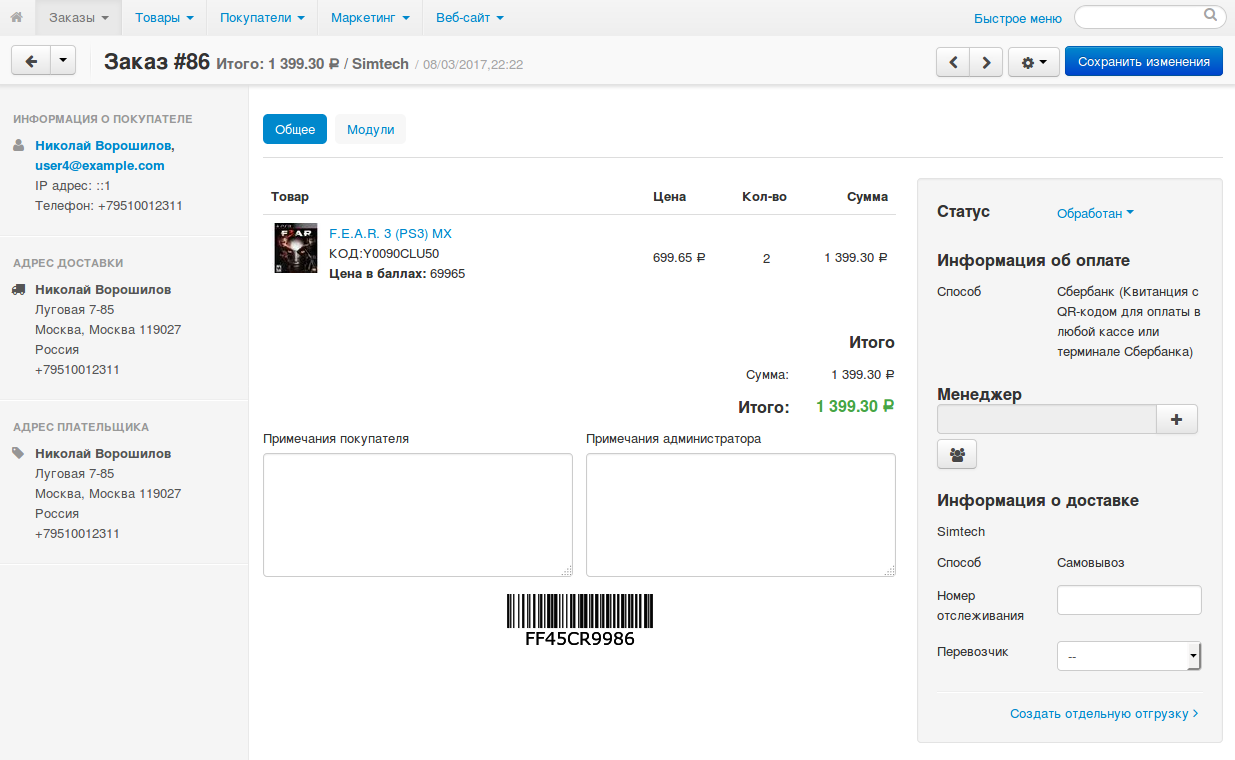 Заказы
Товары
Покупатели
Маркетинг
Веб-сайт
Быстрое меню
Заказ #86 Итого: 1 399.30 ₽ / Simtech / 08/03/2017,22:22
Сохранить изменения
ИНФОРМАЦИЯ О ПОКУПАТЕЛЕ
Николай Ворошилов,
user4@example.com
IP адрес: ::1
Телефон: +79510012311
АДРЕС ДОСТАВКИ
Николай Ворошилов
Луговая 7-85
Москва, Москва 119027
Россия
+79510012311
АДРЕС ПЛАТЕЛЬЩИКА
Николай Ворошилов
Луговая 7-85
Москва, Москва 119027
Россия
+79510012311
Общее
Модули
Товар Цена Кол-во Сумма
F.E.A.R. 3 (PS3) MX
КОД:Y0090CLU50
Цена в баллах: 69965
699.65 ₽ 2 1 399.30 ₽
Итого
Сумма: 1 399.30 ₽
Итого: 1 399.30 ₽
Примечания покупателя
Примечания администратора
FF45CR9986
Статус Обработан
Информация об оплате
Способ Сбербанк (Квитанция с
QR-кодом для оплаты в
любой кассе или
терминале Сбербанка)
Менеджер
Информация о доставке
Simtech
Способ Самовывоз
Номер
отслеживания
Перевозчик --
Создать отдельную отгрузку